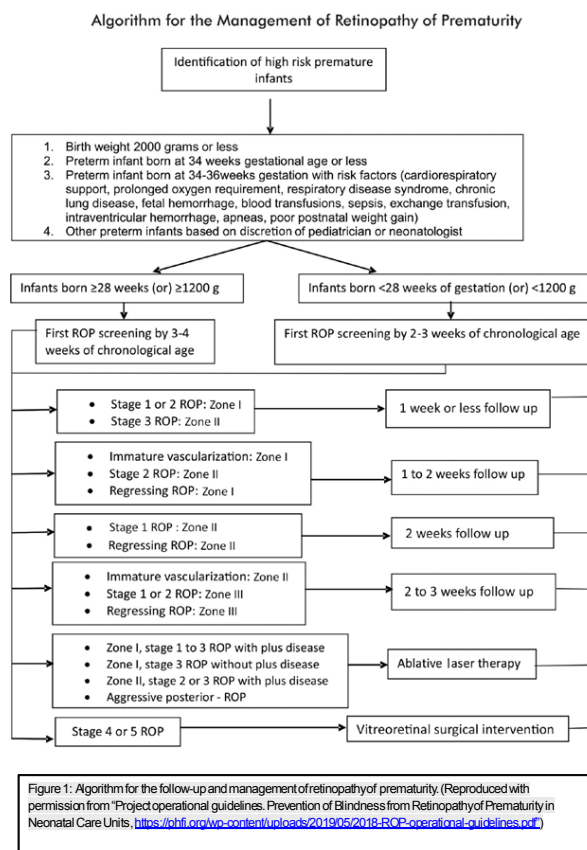 Algorithm for the Management of Retinopathy of Prematurity
Identification of high risk premature
infants
1. Birth weight 2000 grams or less
2. Preterm infant born at 34 weeks gestational age or less
3. Preterm infant born at 34-36weeks gestation with risk factors (cardiorespiratory
support, prolonged oxygen requirement, respiratory disease syndrome, chronic
lung disease, fetal hemorrhage, blood transfusions, sepsis, exchange transfusion,
intraventricular hemorrhage, apneas, poor postnatal weight gain)
4. Other preterm infants based on discretion of pediatrician or neonatologist
Infants born ≥28 weeks (or) ≥1200 g
Infants born <28 weeks of gestation (or) <1200 g
First ROP screening by 3-4
weeks of chronological age
First ROP screening by 2-3 weeks of chronological age
• Stage 1 or 2 ROP: Zone I
• Stage 3 ROP: Zone II
1 week or less follow up
• Immature vascularization: Zone I
• Stage 2 ROP: Zone II
• Regressing ROP: Zone I
1 to 2 weeks follow up
• Stage 1 ROP : Zone II
• Regressing ROP: Zone II
2 weeks follow up
• Immature vascularization: Zone II
• Stage 1 or 2 ROP: Zone III
• Regressing ROP: Zone III
2 to 3 weeks follow up
• Zone I, stage 1 to 3 ROP with plus disease
• Zone I, stage 3 ROP without plus disease
• Zone II, stage 2 or 3 ROP with plus disease
• Aggressive posterior - ROP
Ablative laser therapy
Stage 4 or 5 ROP
Vitreoretinal surgical intervention
Figure 1: Algorithm for the follow-up and management of retinopathy of prematurity. (Reproduced with
permission from "Project operational guidelines. Prevention of Blindness from Retinopathy of Prematurity in
Neonatal Care Units, https://phfi.org/wp-content/uploads/2019/05/2018-ROP-operational-guidelines.pdf")